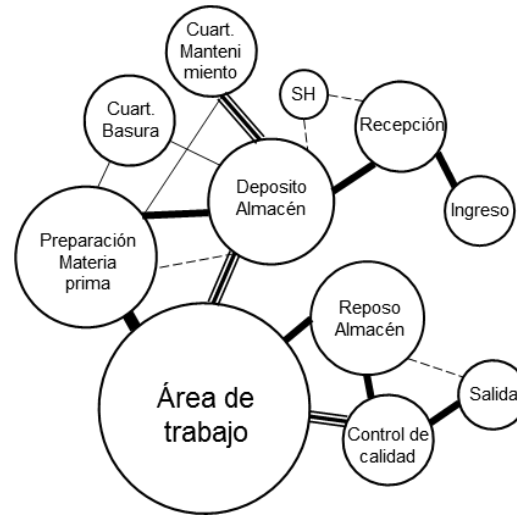 Cuart.
Manteni
miento
Cuart.
Basura
SH
Recepción
Deposito
Almacén
Ingreso
Preparación
Materia
prima
Reposo
Almacén
Área de
trabajo
Salida
Control de
calidad